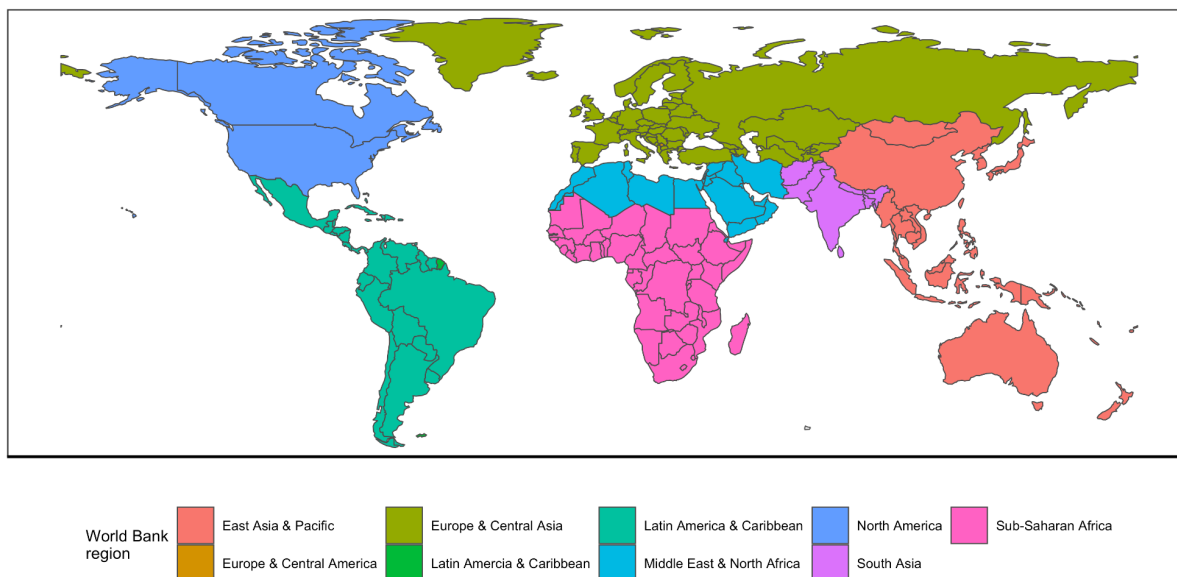 World Bank
region
East Asia & Pacific
Europe & Central America
Europe & Central Asia
Latin Amercia & Caribbean
Latin America & Caribbean
Middle East & North Africa
North America
South Asia
Sub-Saharan Africa